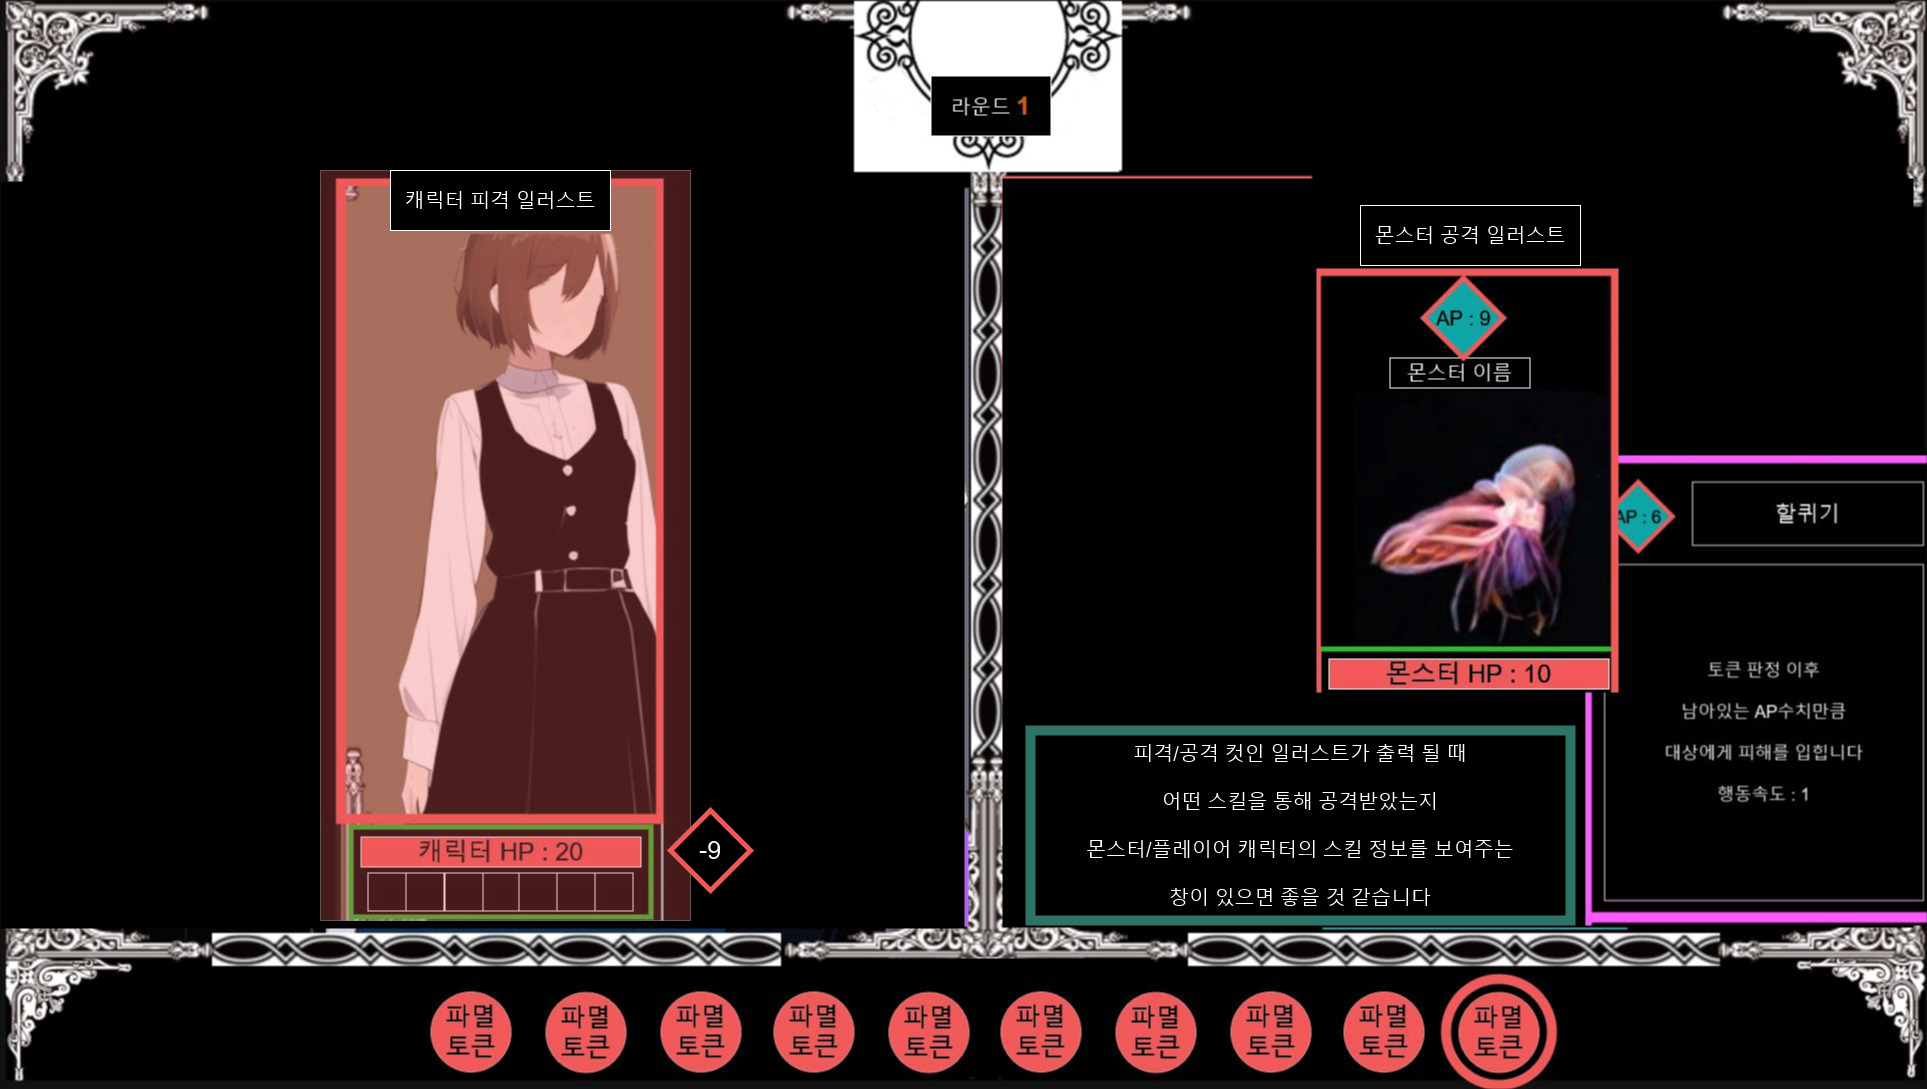 라운드 1
캐릭터 피격 일러스트
몬스터 공격 일러스트
AP : 9
몬스터 이름
AP : 6
할퀴기
몬스터 HP : 10
토큰 판정 이후
남아있는 AP수치만큼
대상에게 피해를 입힙니다
행동속도 : 1
피격/공격 컷인 일러스트가 출력 될 때
어떤 스킬을 통해 공격받았는지
몬스터/플레이어 캐릭터의 스킬 정보를 보여주는
창이 있으면 좋을 것 같습니다
캐릭터 HP : 20
-9
파멸
토큰
파멸
토큰
파멸
토큰
파멸
토큰
파멸
토큰
파멸
토큰
파멸
토큰
파멸
토큰
파멸
토큰
파멸
토큰